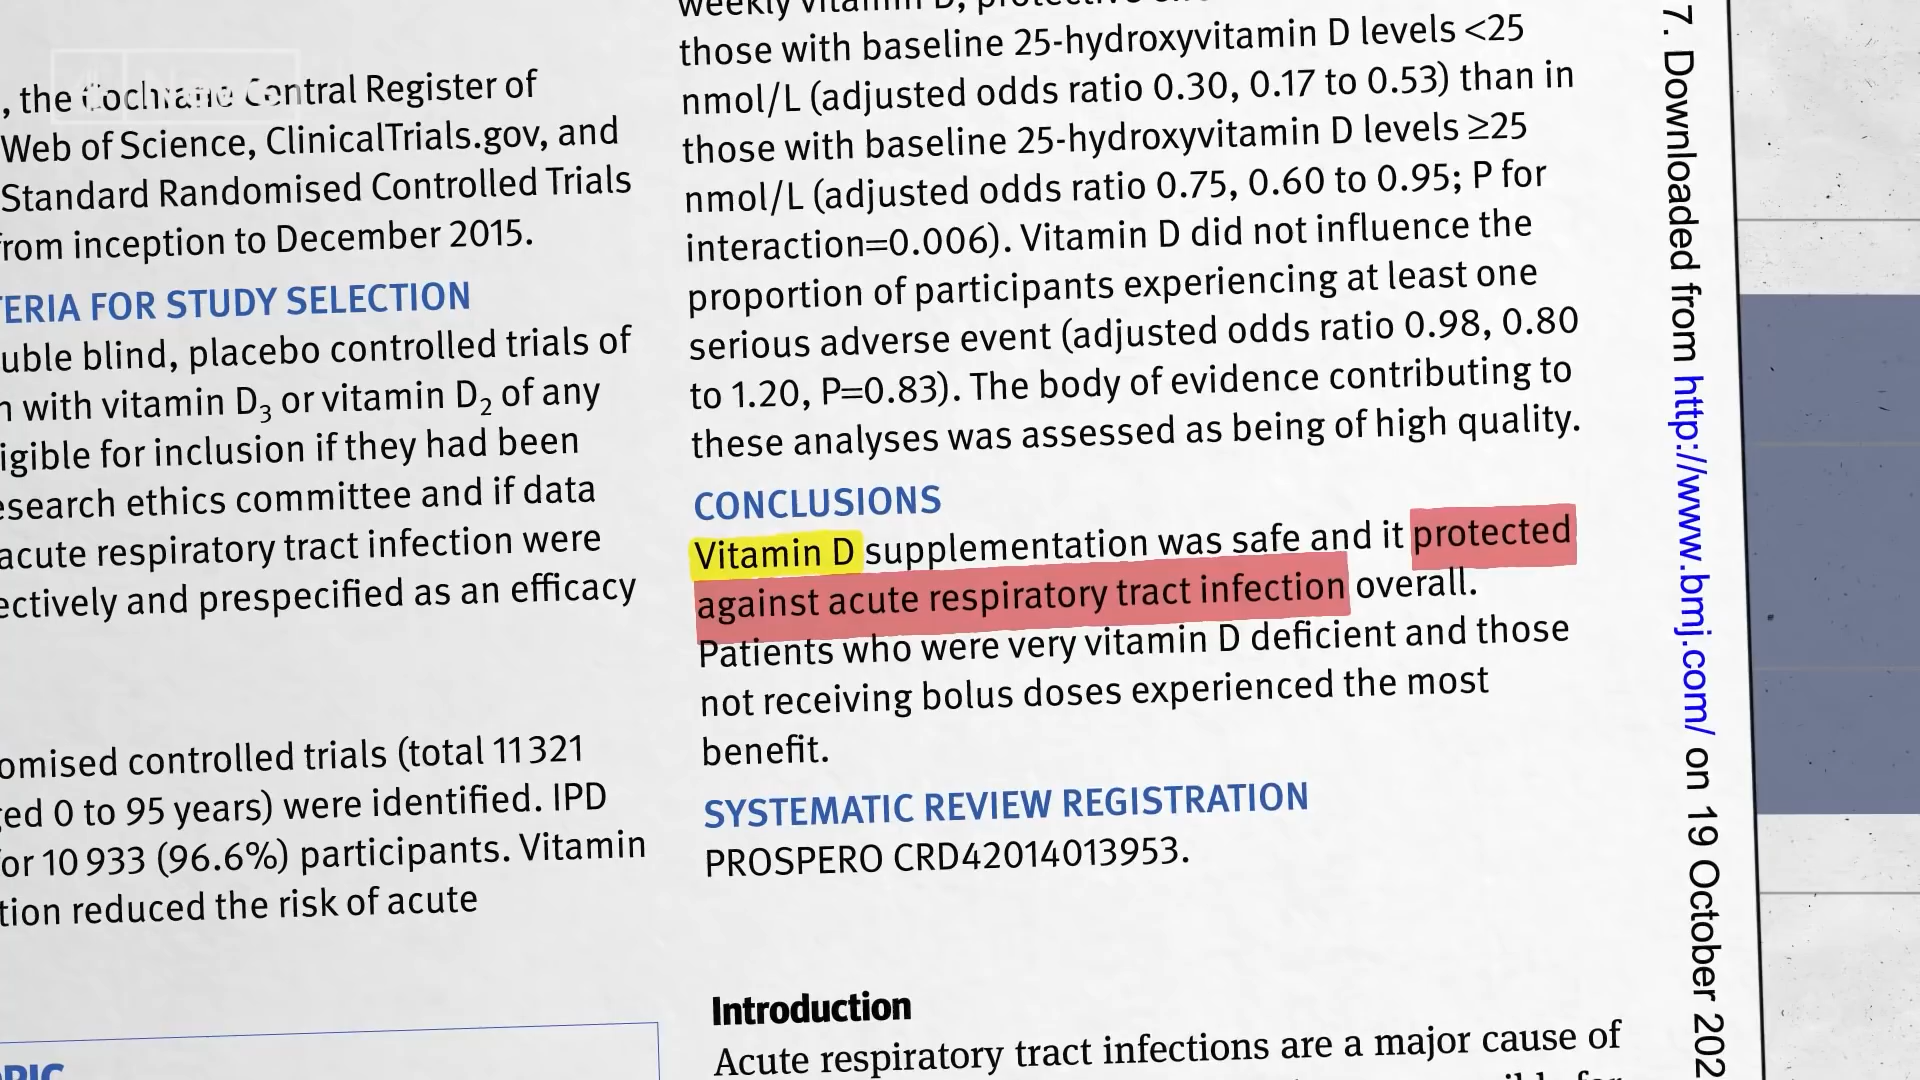 , the Cochrane Central Register of
Web of Science, ClinicalTrials.gov, and
Standard Randomised Controlled Trials
from inception to December 2015.
TERIA FOR STUDY SELECTION
uble blind, placebo controlled trials of
n with vitamin D3 or vitamin D2 of any
igible for inclusion if they had been
esearch ethics committee and if data
acute respiratory tract infection were
ectively and prespecified as an efficacy
omised controlled trials (total 11 321
ged 0 to 95 years) were identified. IPD
for 10 933 (96.6%) participants. Vitamin
tion reduced the risk of acute
OPIC
weekly vitamin D, protective
those with baseline 25-hydroxyvitamin D levels <25
nmol/L (adjusted odds ratio 0.30, 0.17 to 0.53) than in
those with baseline 25-hydroxyvitamin D levels ≥25
nmol/L (adjusted odds ratio 0.75, 0.60 to 0.95; P for
interaction=0.006). Vitamin D did not influence the
proportion of participants experiencing at least one
serious adverse event (adjusted odds ratio 0.98, 0.80
to 1.20, P=0.83). The body of evidence contributing to
these analyses was assessed as being of high quality.
CONCLUSIONS
Vitamin D supplementation was safe and it protected
against acute respiratory tract infection overall.
Patients who were very vitamin D deficient and those
not receiving bolus doses experienced the most
benefit.
SYSTEMATIC REVIEW REGISTRATION
PROSPERO CRD42014013953.
Introduction
Acute respiratory tract infections are a major cause of
7. Downloaded from http://www.bmj.com/ on 19 October 202
4 News